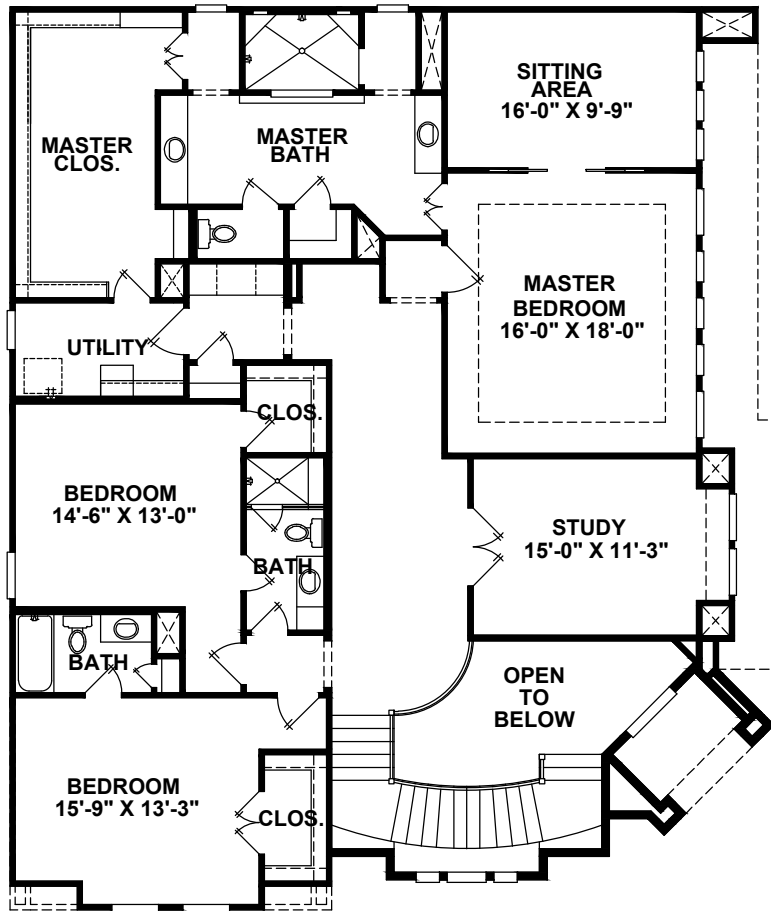 SITTING
AREA
16'-0" X 9'-9"
MASTER
CLOS.
MASTER
BATH
MASTER
BEDROOM
16'-0" X 18'-0"
UTILITY
CLOS.
BEDROOM
14'-6" X 13'-0"
BATH
STUDY
15'-0" X 11'-3"
BATH
OPEN
TO
BELOW
BEDROOM
15'-9" X 13'-3"
CLOS.